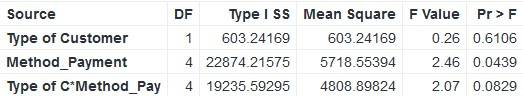 Source DF Type I SS Mean Square F Value Pr > F
Type of Customer 1 603.24169 603.24169 0.26 0.6106
Method_Payment 4 22874.21575 5718.55394 2.46 0.0439
Type of C*Method_Pay 4 19235.59295 4808.89824 2.07 0.0829